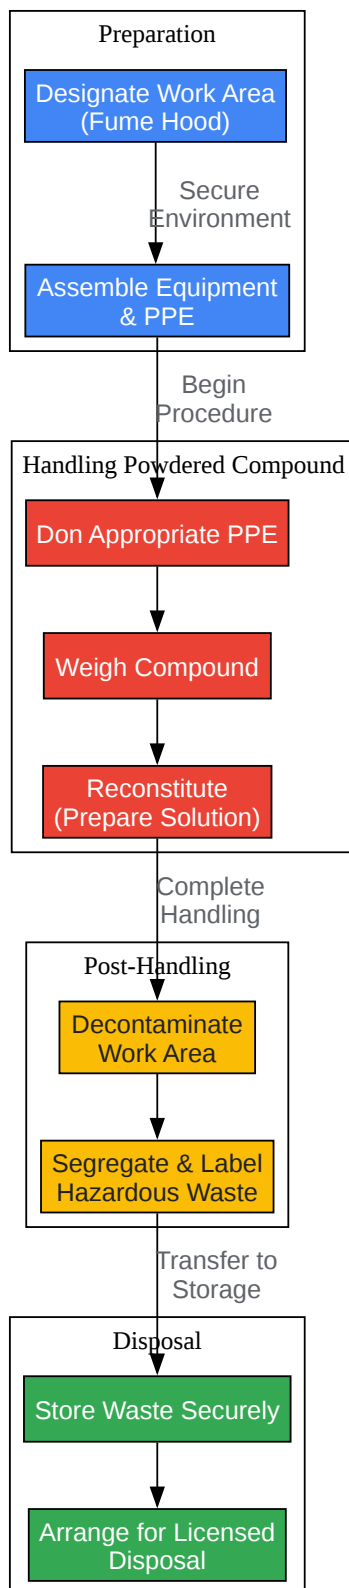 Preparation
Designate Work Area
(Fume Hood)
Secure
Environment
Assemble Equipment
& PPE
Begin
Procedure
Handling Powdered Compound
Don Appropriate PPE
Weigh Compound
Reconstitute
(Prepare Solution)
Complete
Handling
Post-Handling
Decontaminate
Work Area
Segregate & Label
Hazardous Waste
Transfer to
Storage
Disposal
Store Waste Securely
Arrange for Licensed
Disposal